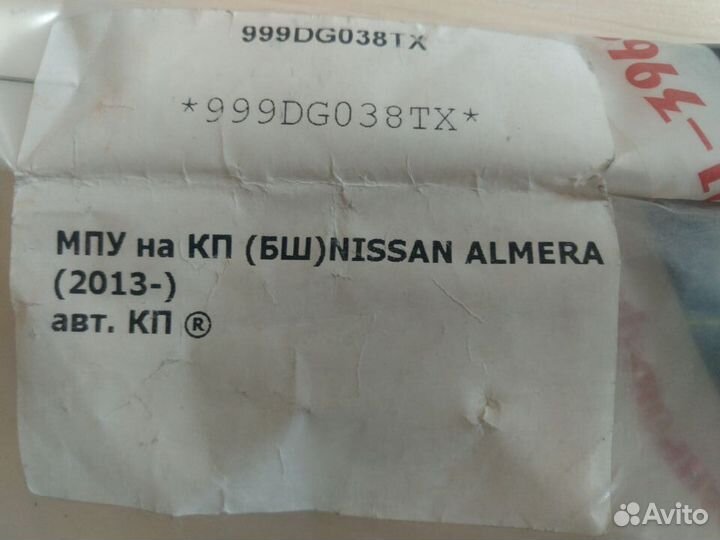 999DG038TX
*999DG038TX*
МПУ на КП (БШ)NISSAN ALMERA
(2013-)
авт. КП ®
Avito